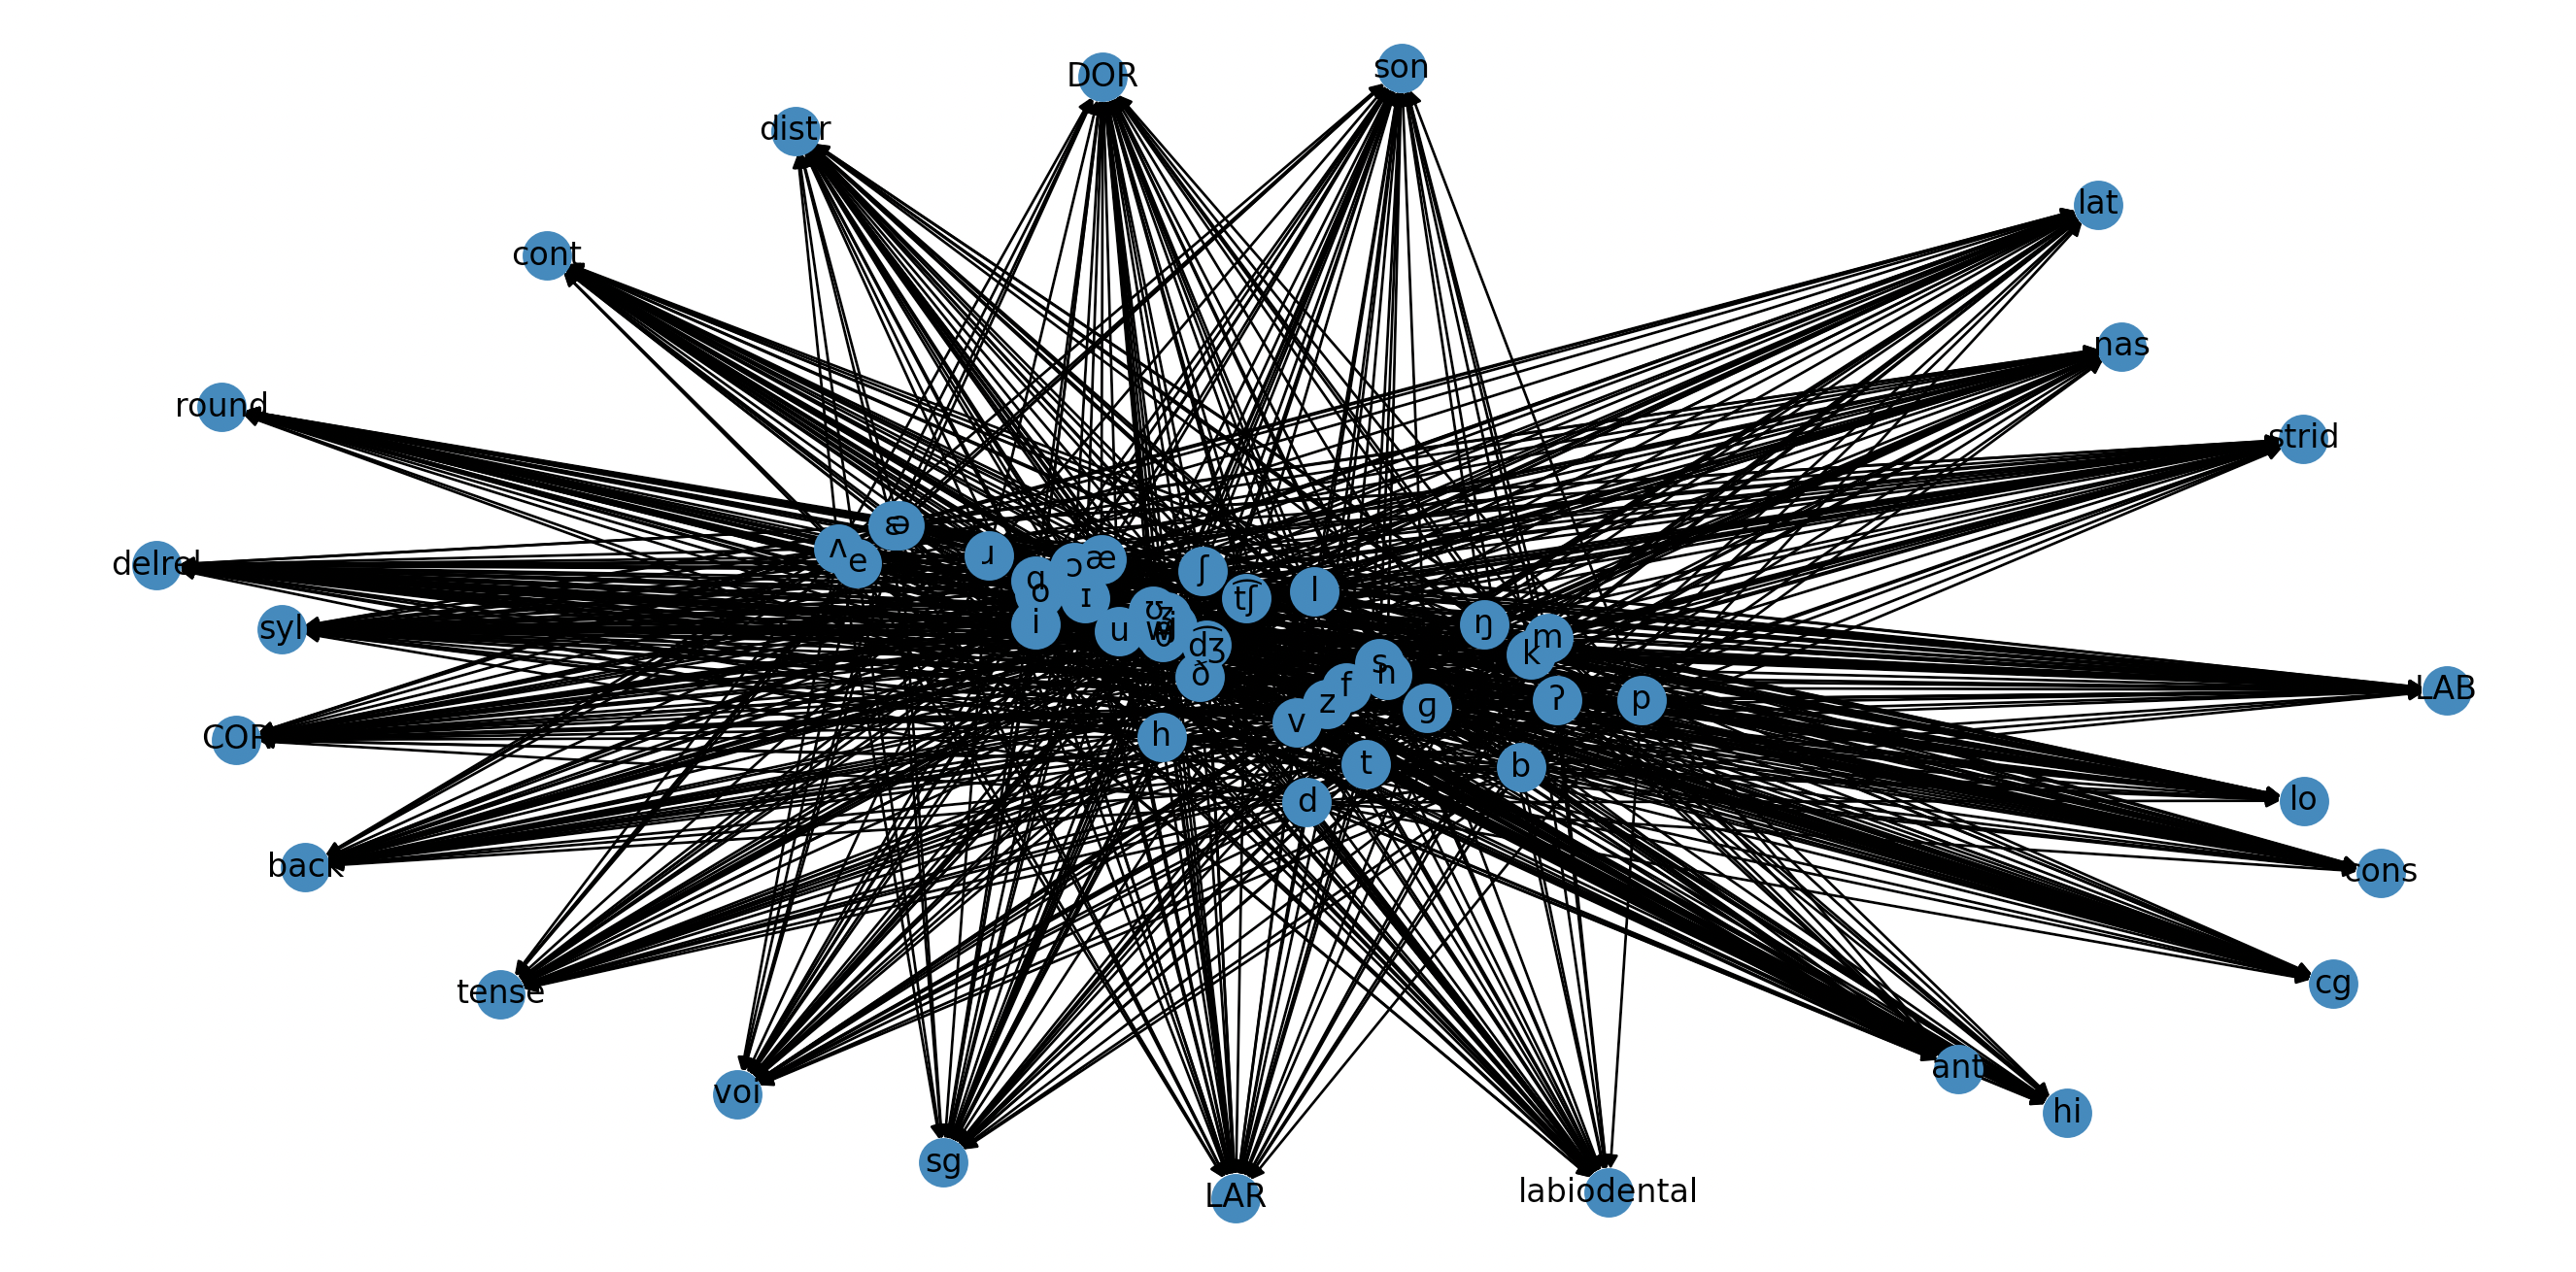 son
DOR
distr
lat
cont
nas
round
strid
delrel
ʌ
e
ɹ
ɔ
æ
ʃ
t͡ʃ
l
i
ɪ
u
d͡ʒ
ð
ŋ
m
k
s
n
f
z
v
g
ʔ
p
h
t
b
d
syl
LAB
COR
lo
back
cons
tense
cg
ant
voi
hi
sg
LAR
labiodental